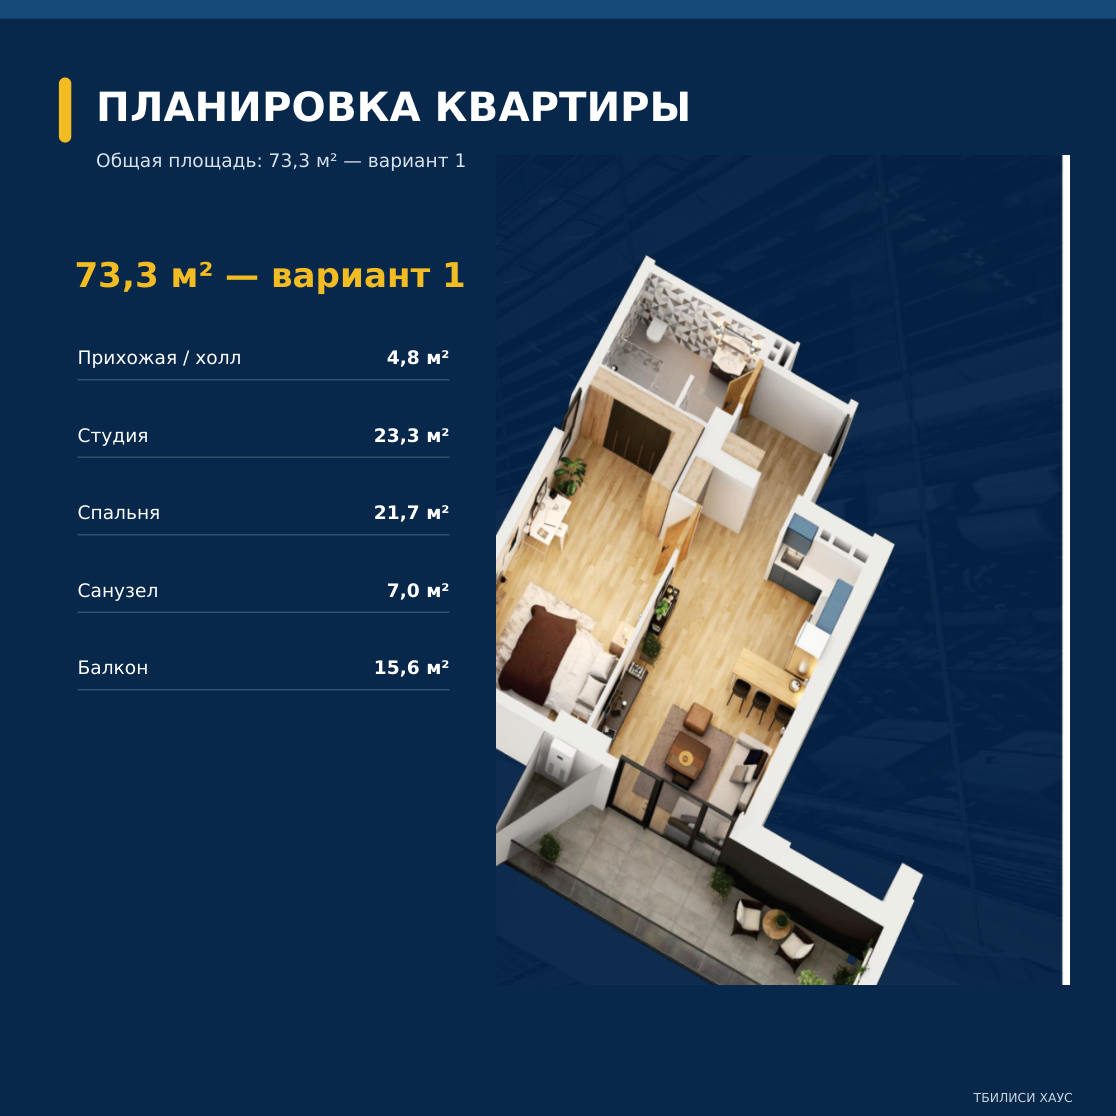 ПЛАНИРОВКА КВАРТИРЫ
Общая площадь: 73,3 м² — вариант 1
73,3 м² — вариант 1
Прихожая / холл 4,8 м²
Студия 23,3 м²
Спальня 21,7 м²
Санузел 7,0 м²
Балкон 15,6 м²
ТБИЛИСИ ХАУС